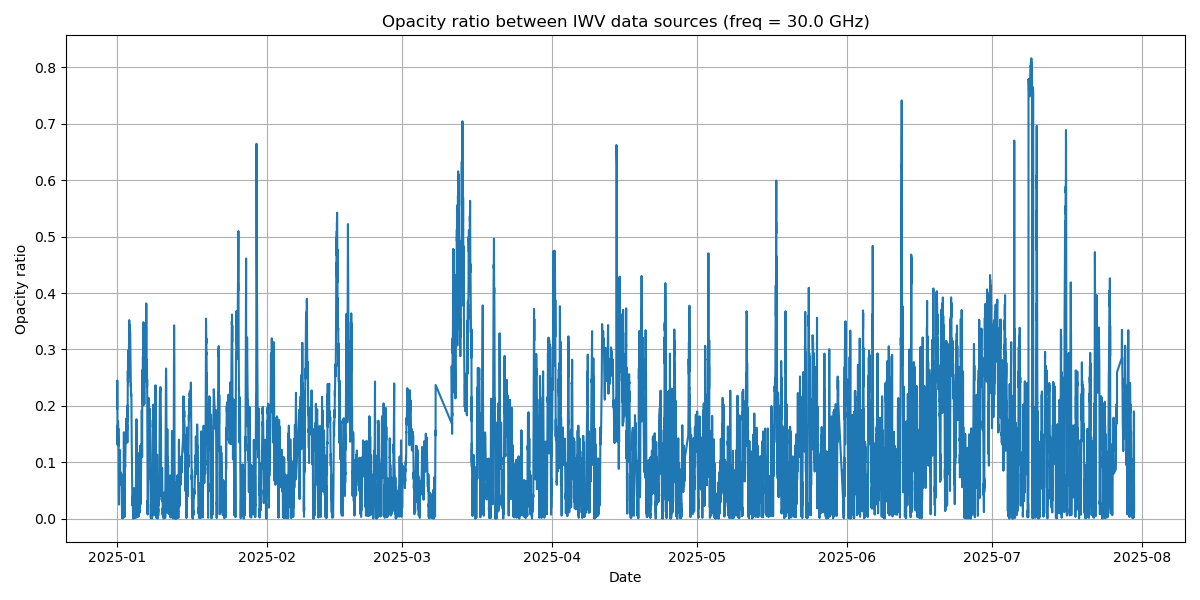 Opacity ratio between IWV data sources (freq = 30.0 GHz)
Opacity ratio
0.8
0.7
0.6
0.5
0.4
0.3
0.2
0.1
0.0
2025-01 2025-02 2025-03 2025-04 2025-05 2025-06 2025-07 2025-08
Date